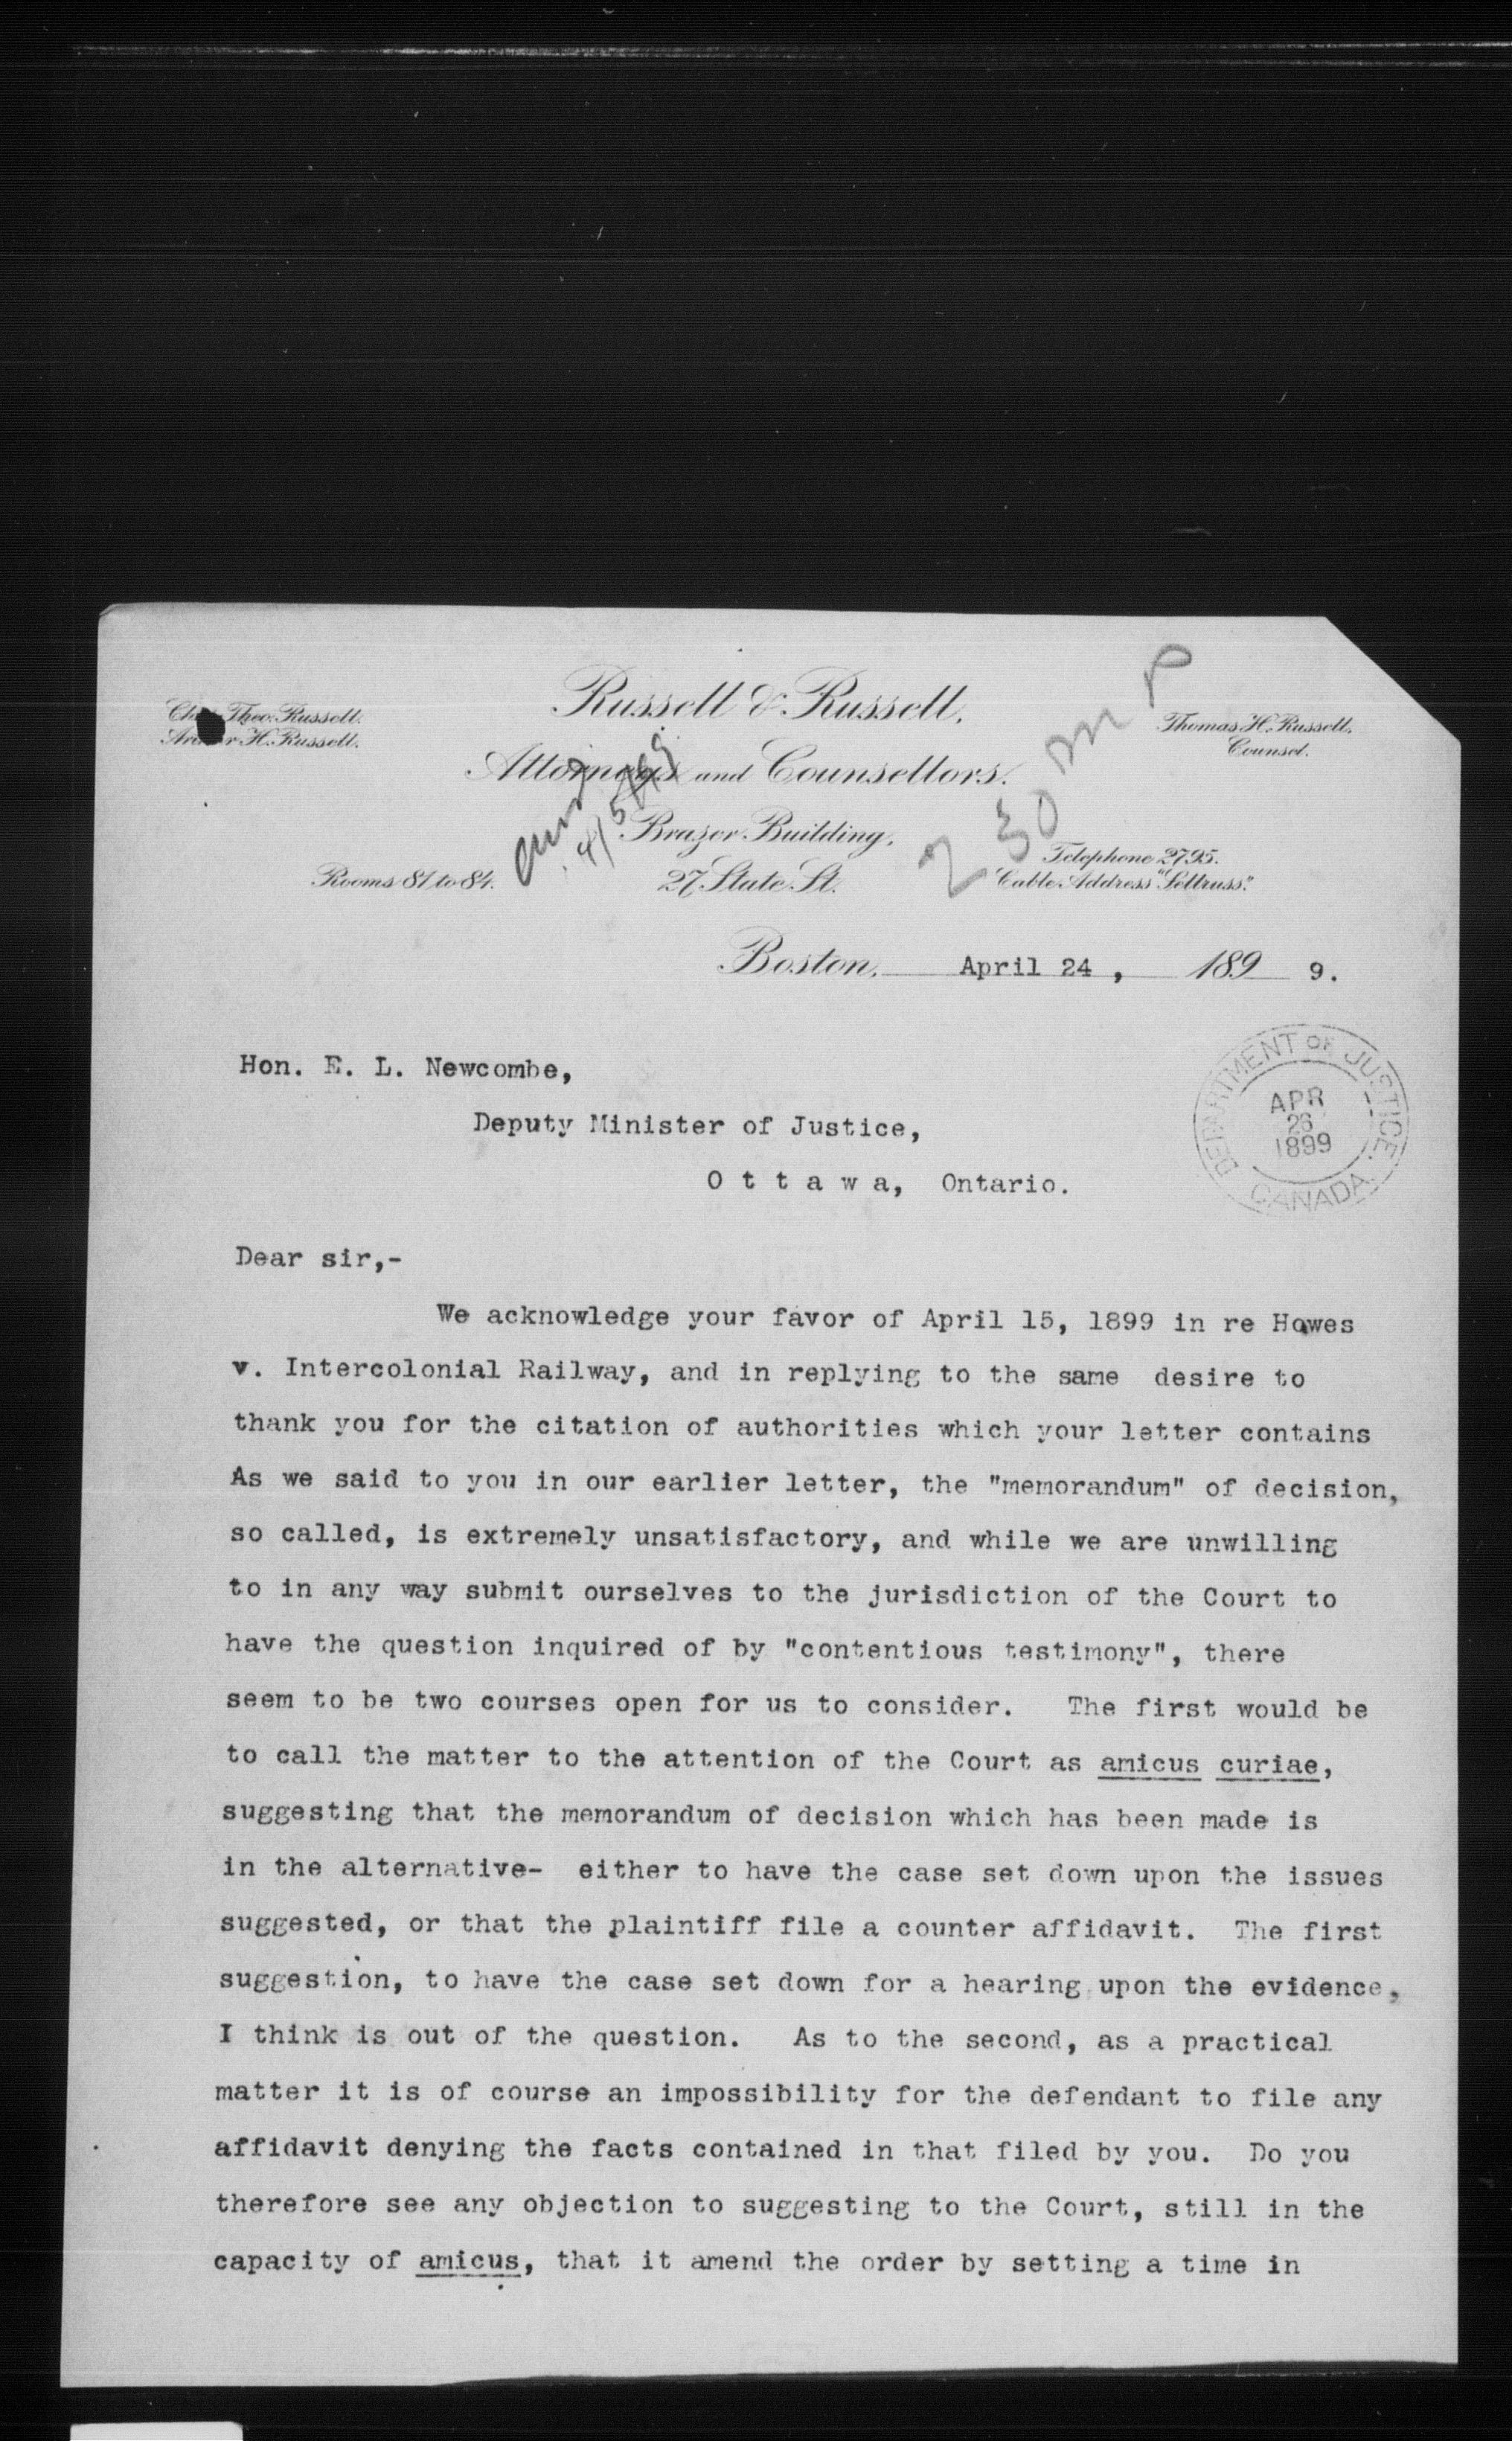 Russell & Russell,
Theo. Russell.
H. Russell.
Thomas H. Russell,
Counsel.
Attorneys and Counsellors.
Brazer Building,
Rooms 81 to 84.
27 State St.
Telephone 2795.
Cable Address "Selltruss."
2 30 m P
Boston, April 24, 189 9.
DEPARTMENT OF JUSTICE.
APR
26
1899
CANADA
Hon. E. L. Newcombe,
Deputy Minister of Justice,
O t t a w a, Ontario.
Dear sir,-
We acknowledge your favor of April 15, 1899 in re Howes
v. Intercolonial Railway, and in replying to the same desire to
thank you for the citation of authorities which your letter contains
As we said to you in our earlier letter, the "memorandum" of decision,
so called, is extremely unsatisfactory, and while we are unwilling
to in any way submit ourselves to the jurisdiction of the Court to
have the question inquired of by "contentious testimony", there
seem to be two courses open for us to consider. The first would be
to call the matter to the attention of the Court as amicus curiae,
suggesting that the memorandum of decision which has been made is
in the alternative- either to have the case set down upon the issues
suggested, or that the plaintiff file a counter affidavit. The first
suggestion, to have the case set down for a hearing upon the evidence,
I think is out of the question. As to the second, as a practical
matter it is of course an impossibility for the defendant to file any
affidavit denying the facts contained in that filed by you. Do you
therefore see any objection to suggesting to the Court, still in the
capacity of amicus, that it amend the order by setting a time in